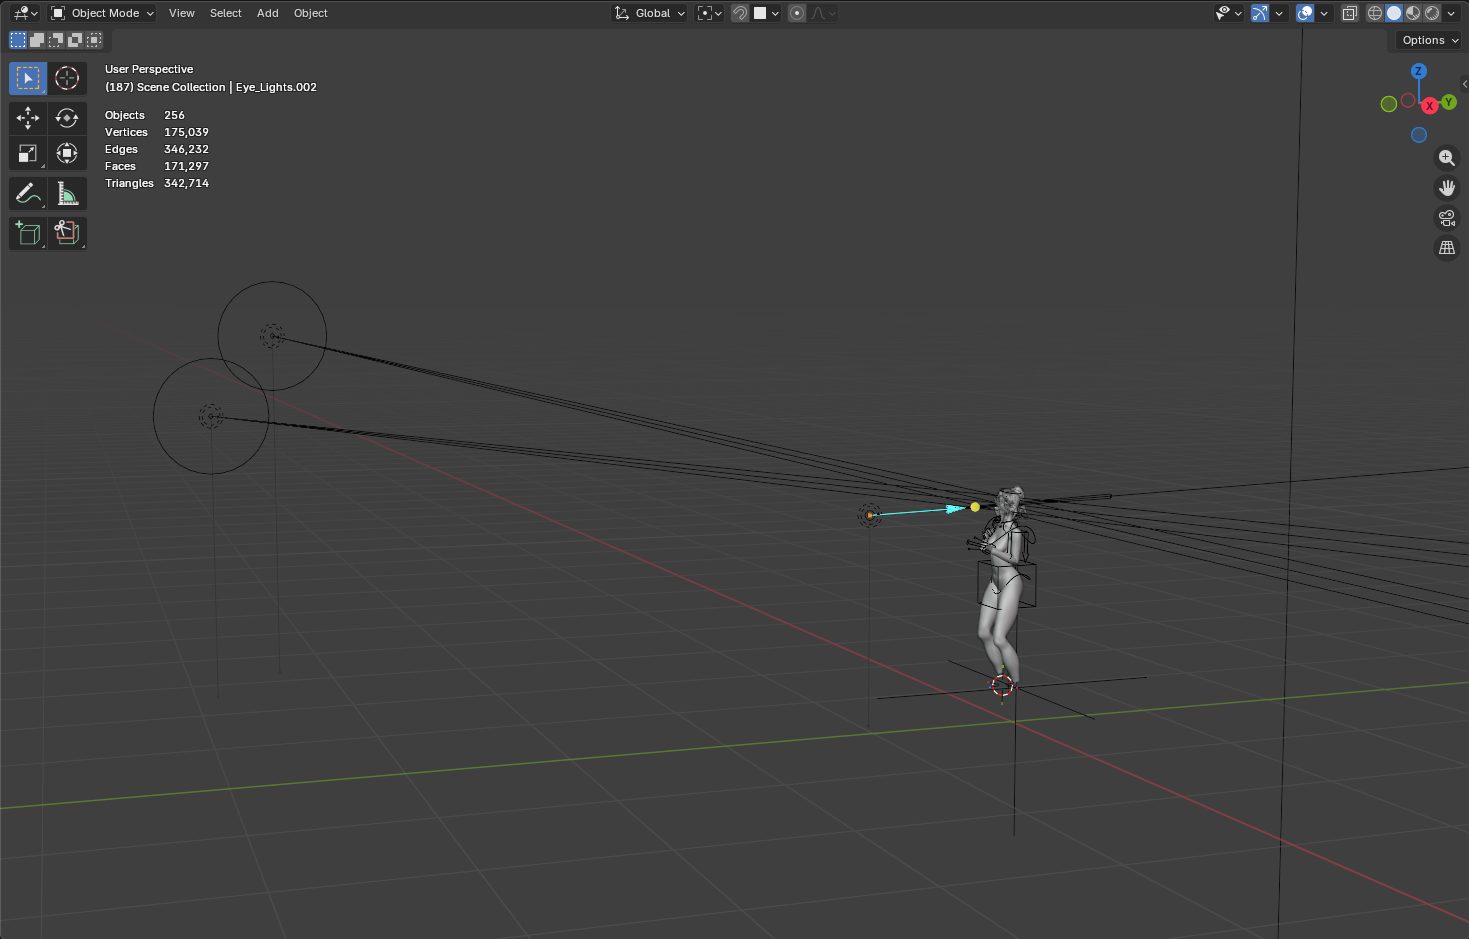 Object Mode View Select Add Object Global
Options
User Perspective
(187) Scene Collection | Eye_Lights.002
Objects 256
Vertices 175,039
Edges 346,232
Faces 171,297
Triangles 342,714
Z
X
Y